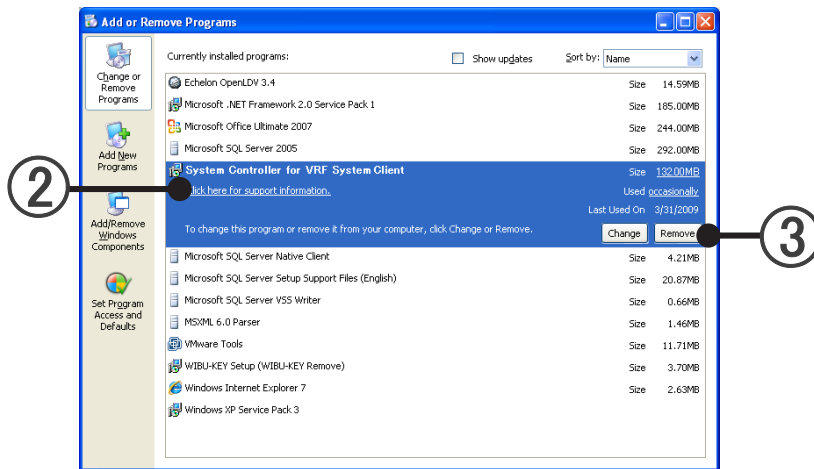 Add or Remove Programs
Change or
Remove
Programs
Add New
Programs
Add/Remove
Windows
Components
Set Program
Access and
Defaults
Currently installed programs:
Show updates
Sort by: Name
Echelon OpenLDV 3.4 Size 14.59MB
Microsoft .NET Framework 2.0 Service Pack 1 Size 185.00MB
Microsoft Office Ultimate 2007 Size 244.00MB
Microsoft SQL Server 2005 Size 292.00MB
System Controller for VRF System Client Size 132.00MB
② Click here for support information. Used occasionally
Last Used On 3/31/2009
To change this program or remove it from your computer, click Change or Remove. Change Remove ③
Microsoft SQL Server Native Client Size 4.21MB
Microsoft SQL Server Setup Support Files (English) Size 20.87MB
Microsoft SQL Server VSS Writer Size 0.66MB
MSXML 6.0 Parser Size 1.46MB
VMware Tools Size 11.71MB
WIBU-KEY Setup (WIBU-KEY Remove) Size 3.70MB
Windows Internet Explorer 7 Size 2.63MB
Windows XP Service Pack 3